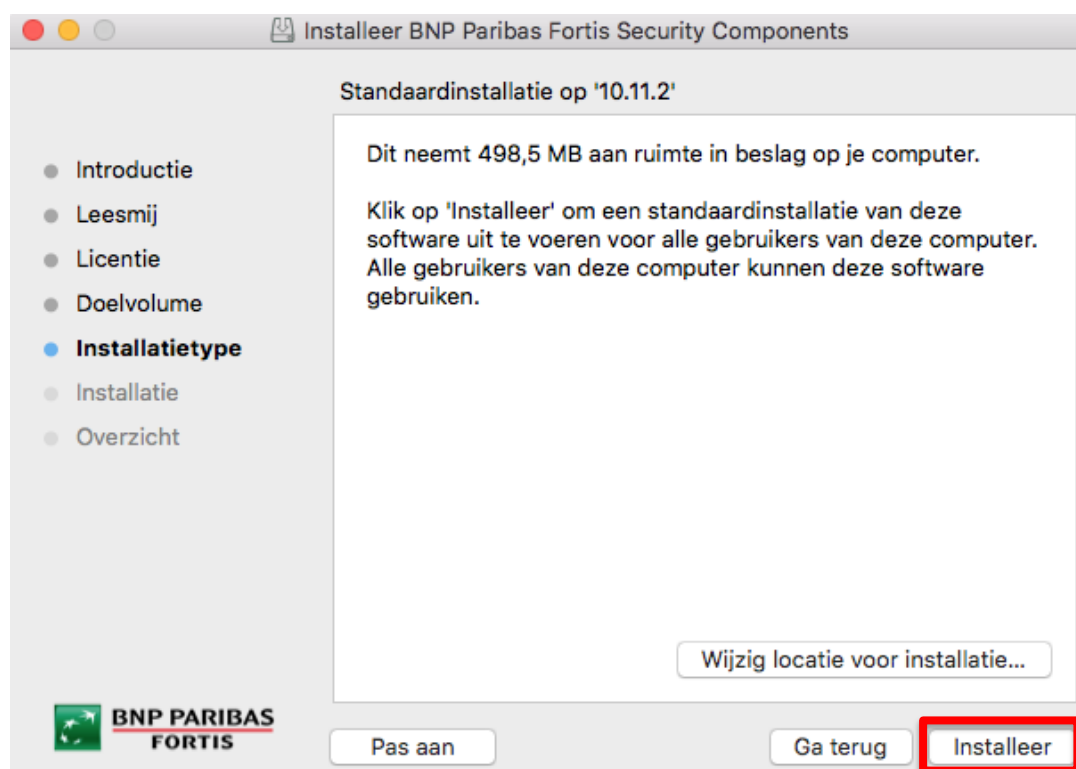 Installeer BNP Paribas Fortis Security Components
Standaardinstallatie op '10.11.2'
Introductie
Leesmij
Licentie
Doelvolume
Installatietype
Installatie
Overzicht
Dit neemt 498,5 MB aan ruimte in beslag op je computer.
Klik op 'Installeer' om een standaardinstallatie van deze
software uit te voeren voor alle gebruikers van deze computer.
Alle gebruikers van deze computer kunnen deze software
gebruiken.
Wijzig locatie voor installatie...
BNP PARIBAS
FORTIS
Pas aan
Ga terug
Installeer